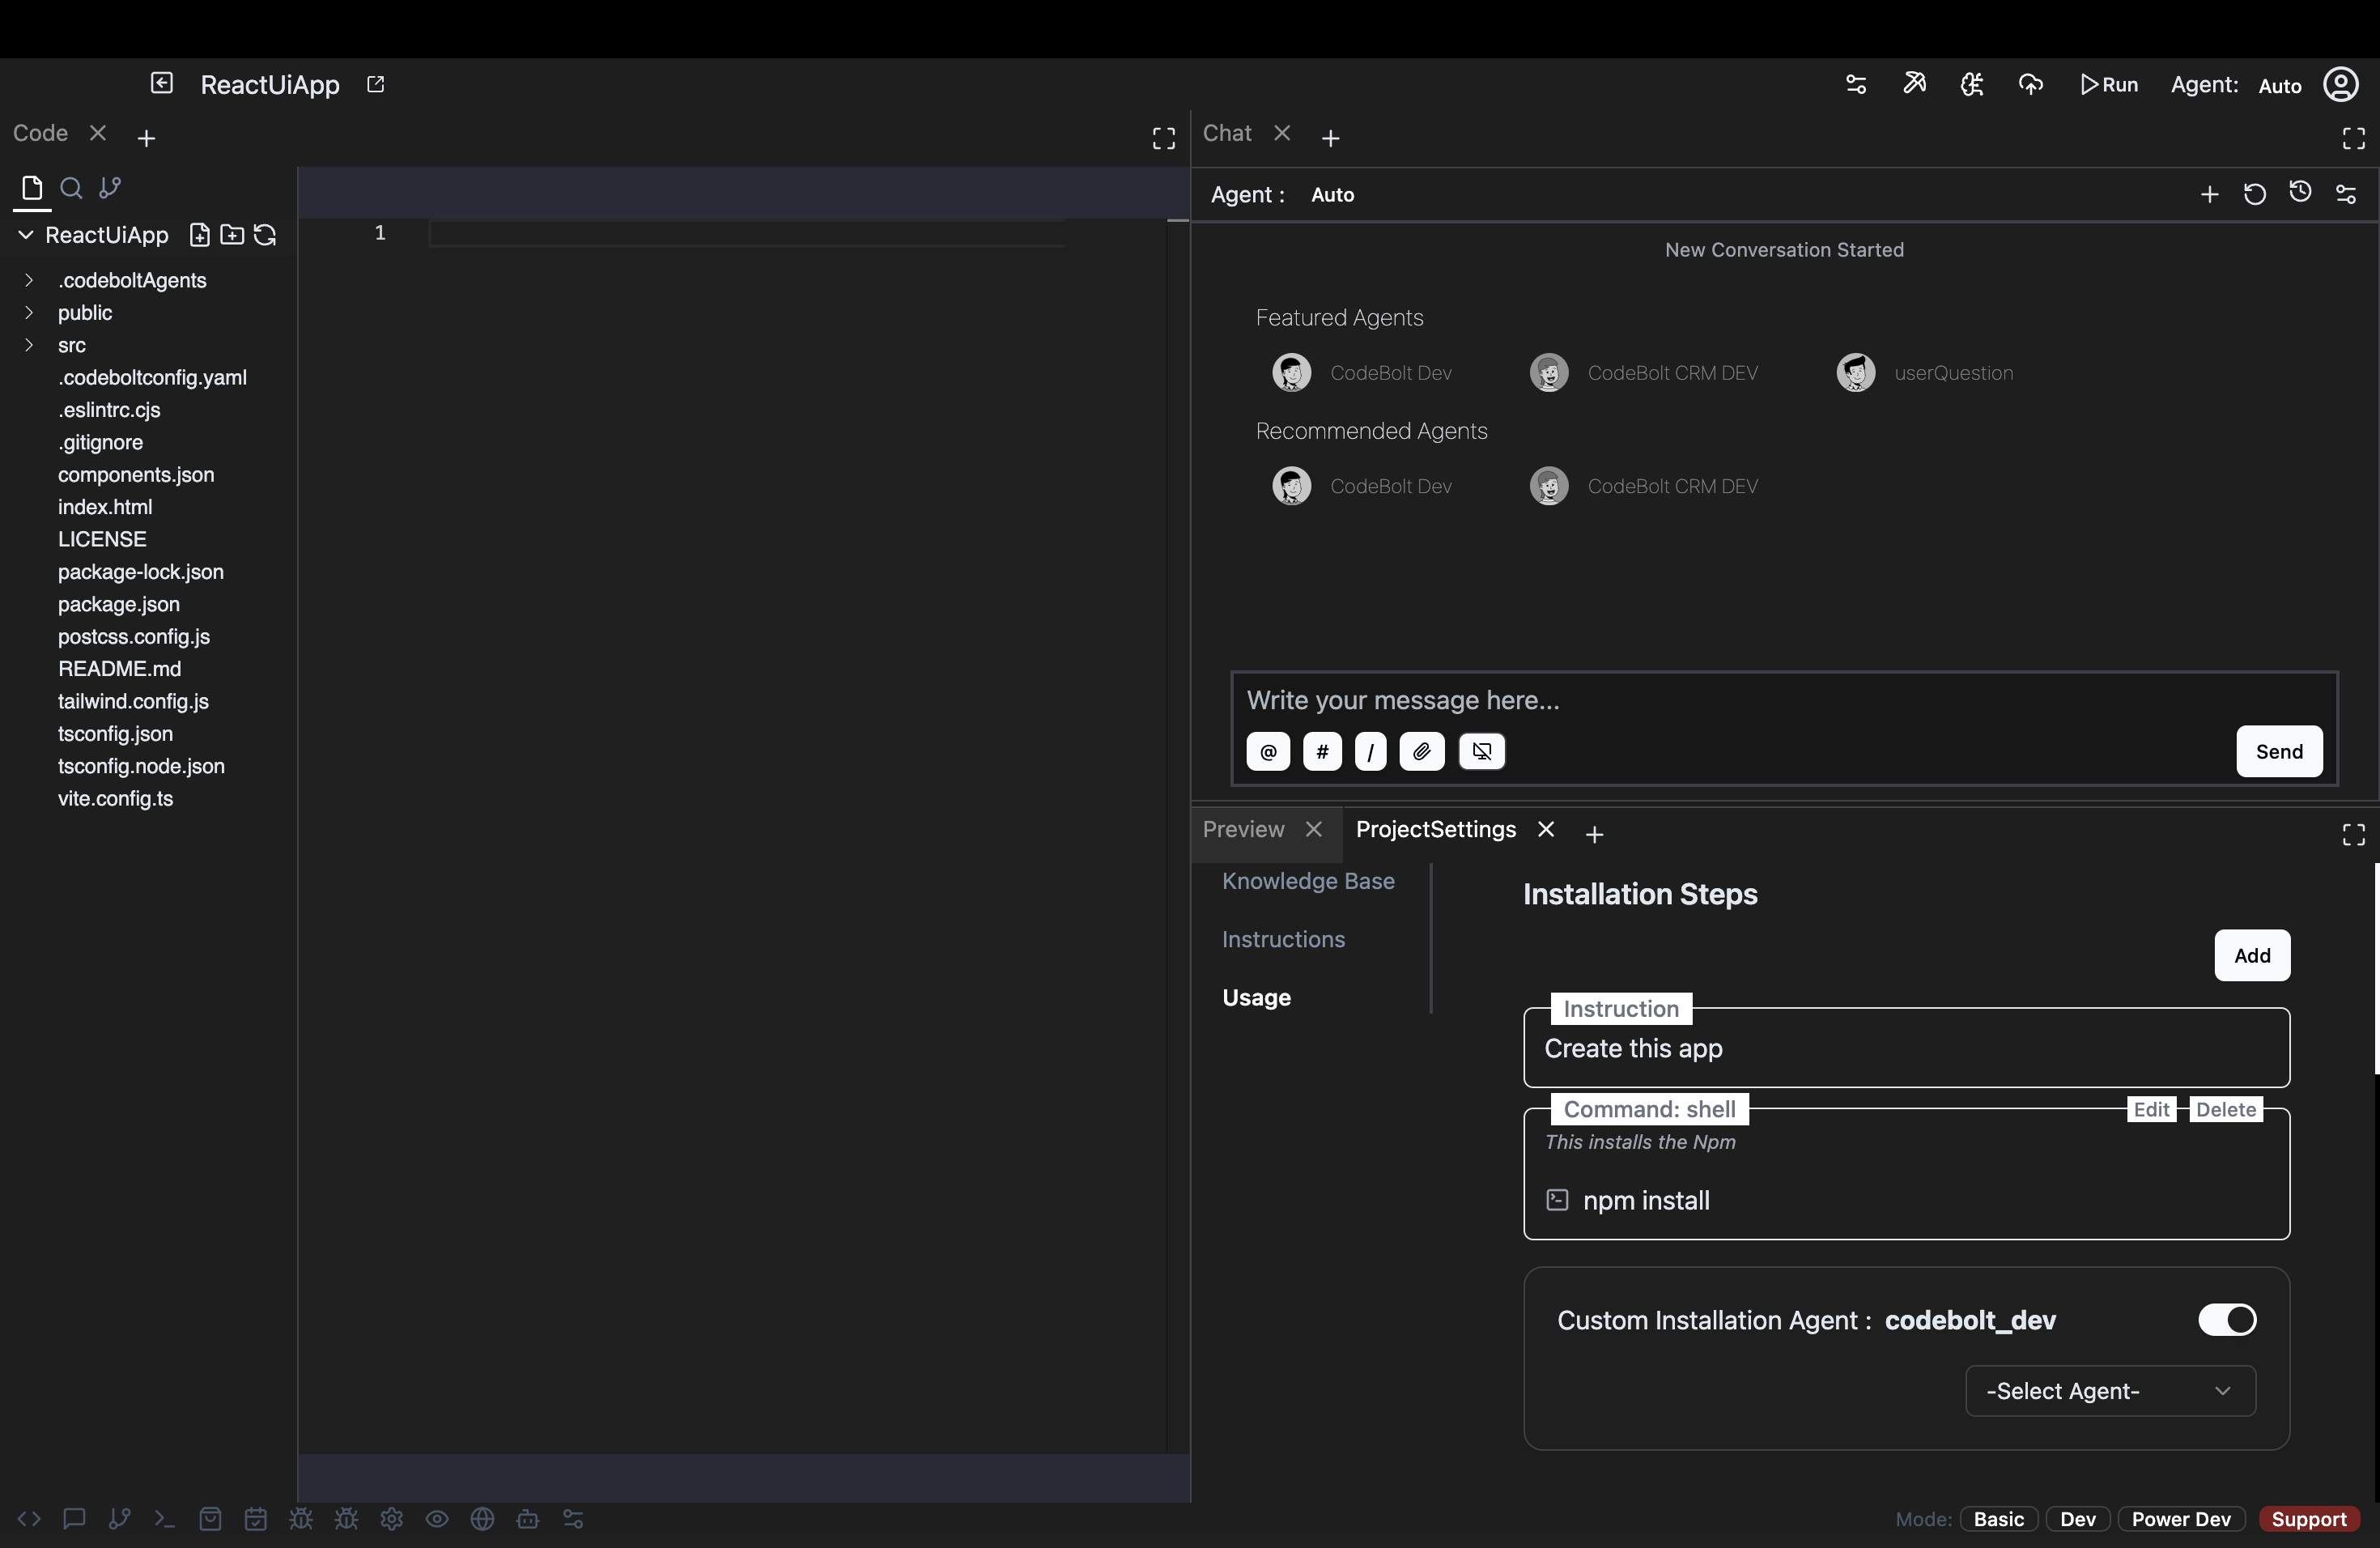 ReactUiApp
Run Agent: Auto
Code
ReactUiApp
.codeboltAgents
public
src
.codeboltconfig.yaml
.eslintrc.cjs
.gitignore
components.json
index.html
LICENSE
package-lock.json
package.json
postcss.config.js
README.md
tailwind.config.js
tsconfig.json
tsconfig.node.json
vite.config.ts
1
Chat
Agent : Auto
New Conversation Started
Featured Agents
CodeBolt Dev CodeBolt CRM DEV userQuestion
Recommended Agents
CodeBolt Dev CodeBolt CRM DEV
Write your message here...
@ # / Send
Preview ProjectSettings
Knowledge Base
Instructions
Usage
Installation Steps
Add
Instruction
Create this app
Command: shell Edit Delete
This installs the Npm
npm install
Custom Installation Agent : codebolt_dev
-Select Agent-
Mode: Basic Dev Power Dev Support